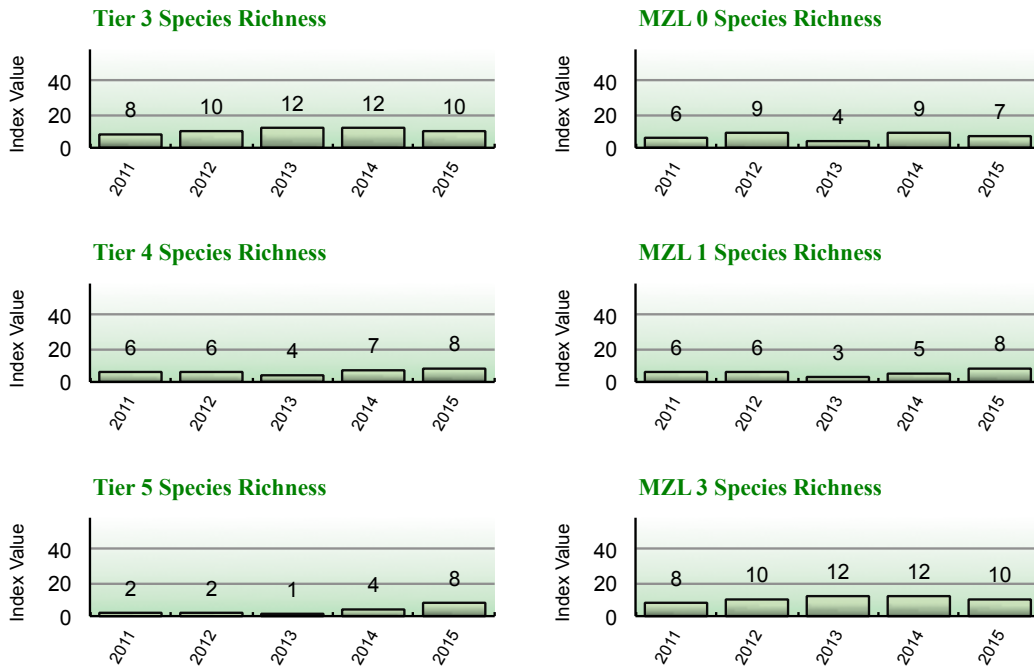 Tier 3 Species Richness
Index Value
40
20
0
8 10 12 12 10
2011 2012 2013 2014 2015
MZL 0 Species Richness
Index Value
40
20
0
6 9 4 9 7
2011 2012 2013 2014 2015
Tier 4 Species Richness
Index Value
40
20
0
6 6 4 7 8
2011 2012 2013 2014 2015
MZL 1 Species Richness
Index Value
40
20
0
6 6 3 5 8
2011 2012 2013 2014 2015
Tier 5 Species Richness
Index Value
40
20
0
2 2 1 4 8
2011 2012 2013 2014 2015
MZL 3 Species Richness
Index Value
40
20
0
8 10 12 12 10
2011 2012 2013 2014 2015